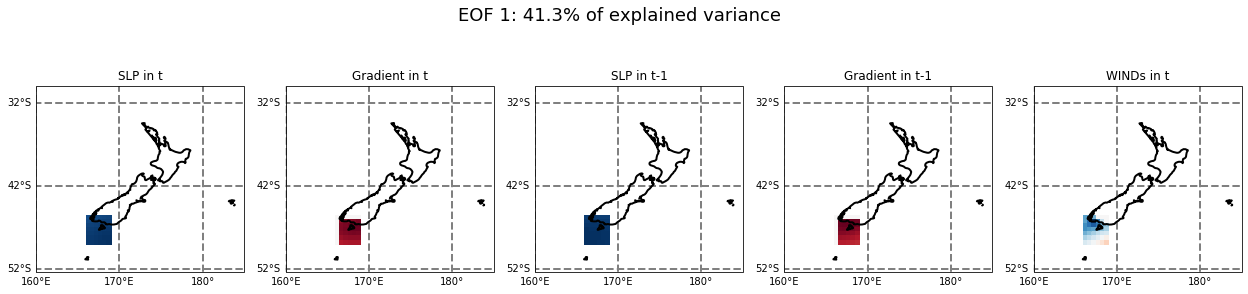 EOF 1: 41.3% of explained variance
SLP in t
Gradient in t
SLP in t-1
Gradient in t-1
WINDs in t
32°S 32°S 32°S 32°S 32°S
42°S 42°S 42°S 42°S 42°S
52°S 52°S 52°S 52°S 52°S
160°E 170°E 180° 160°E 170°E 180° 160°E 170°E 180° 160°E 170°E 180° 160°E 170°E 180°